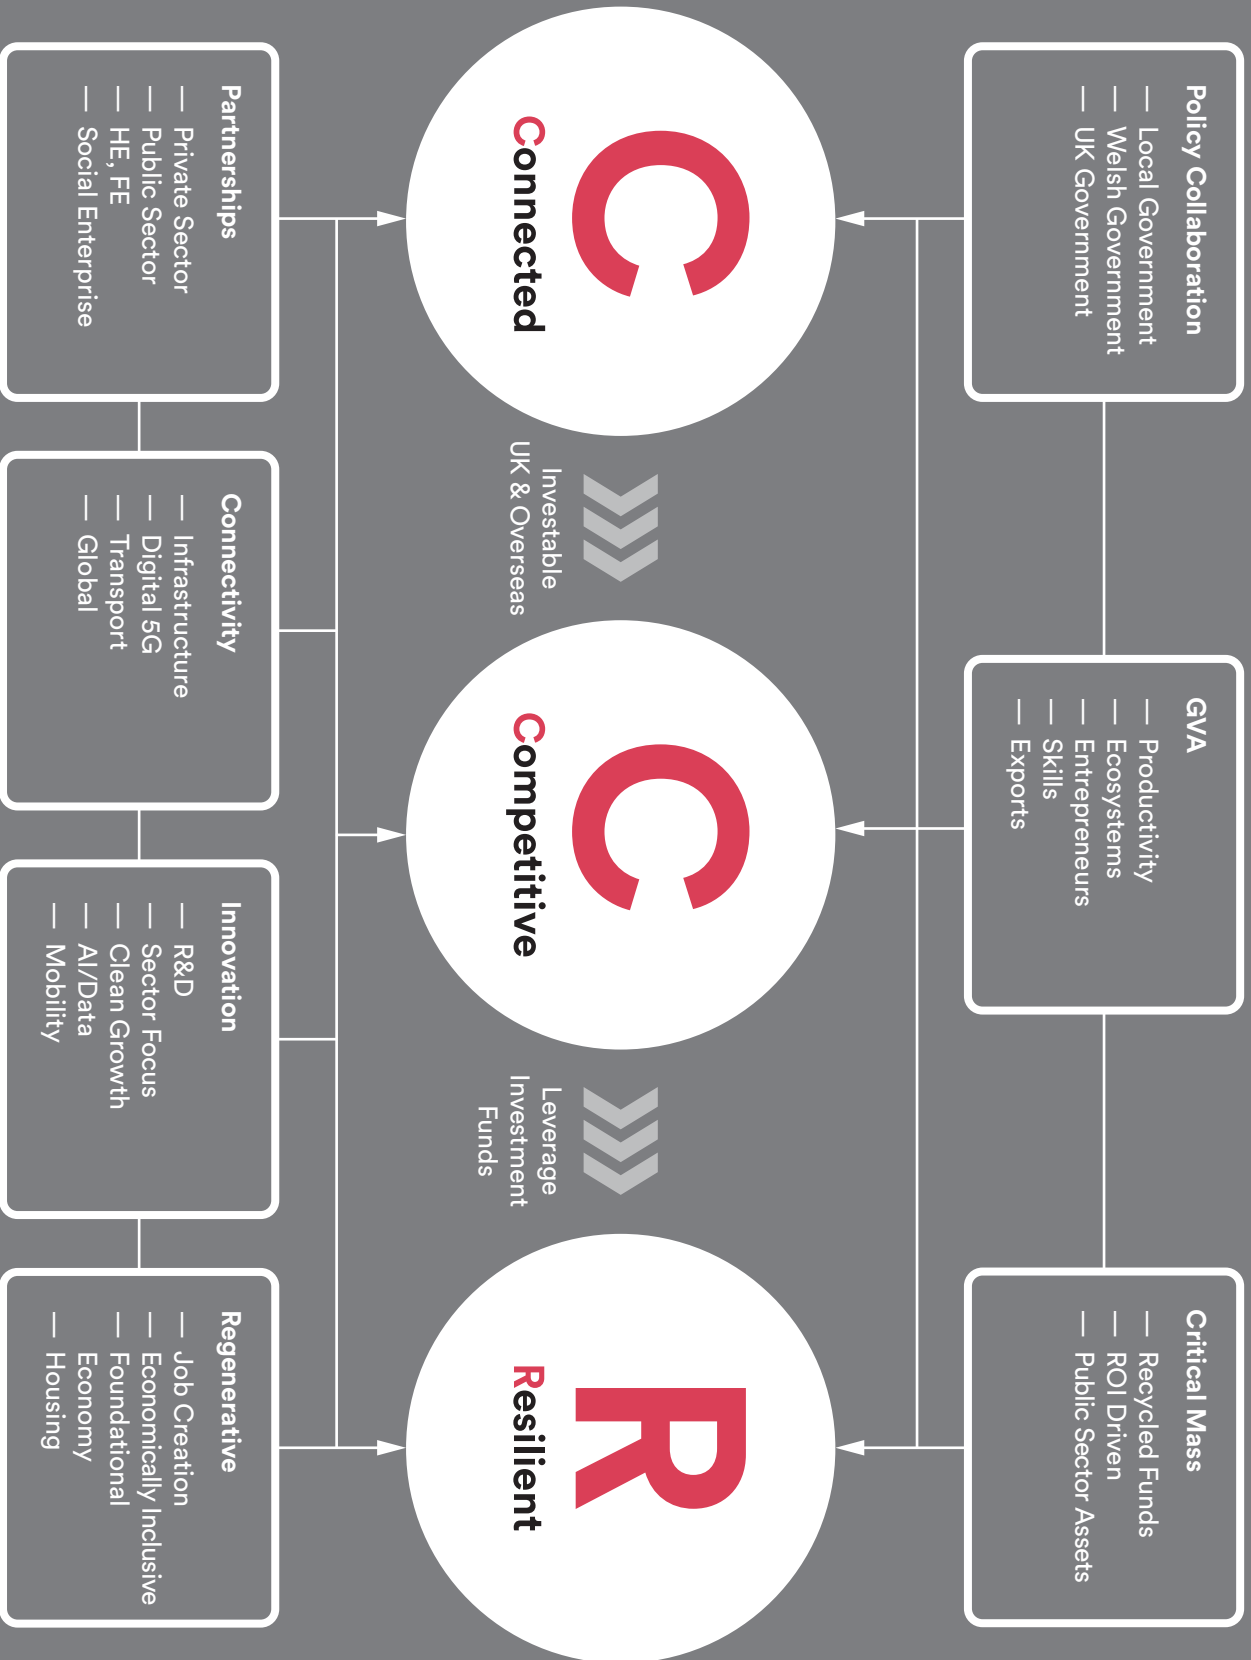 Policy Collaboration
— Local Government
— Welsh Government
— UK Government
GVA
— Productivity
— Ecosystems
— Entrepreneurs
— Skills
— Exports
Critical Mass
— Recycled Funds
— ROI Driven
— Public Sector Assets
C
Connected
Investable
UK & Overseas
C
Competitive
Leverage
Investment
Funds
R
Resilient
Partnerships
— Private Sector
— Public Sector
— HE, FE
— Social Enterprise
Connectivity
— Infrastructure
— Digital 5G
— Transport
— Global
Innovation
— R&D
— Sector Focus
— Clean Growth
— AI/Data
— Mobility
Regenerative
— Job Creation
— Economically Inclusive
— Foundational
Economy
— Housing